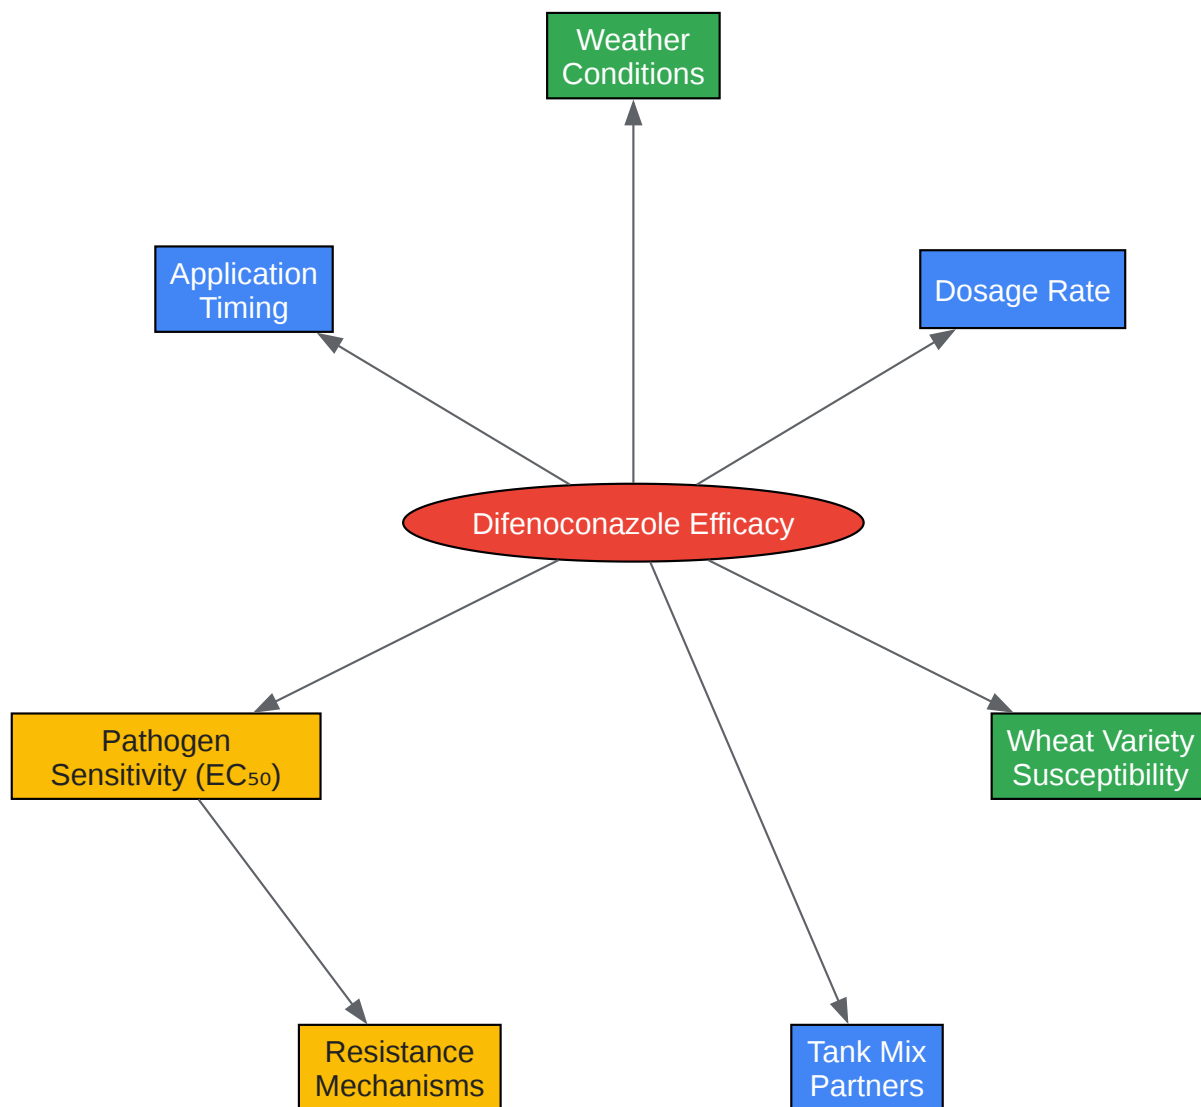 Weather
Conditions
Application
Timing
Dosage Rate
Difenoconazole Efficacy
Pathogen
Sensitivity (EC₅₀)
Wheat Variety
Susceptibility
Resistance
Mechanisms
Tank Mix
Partners